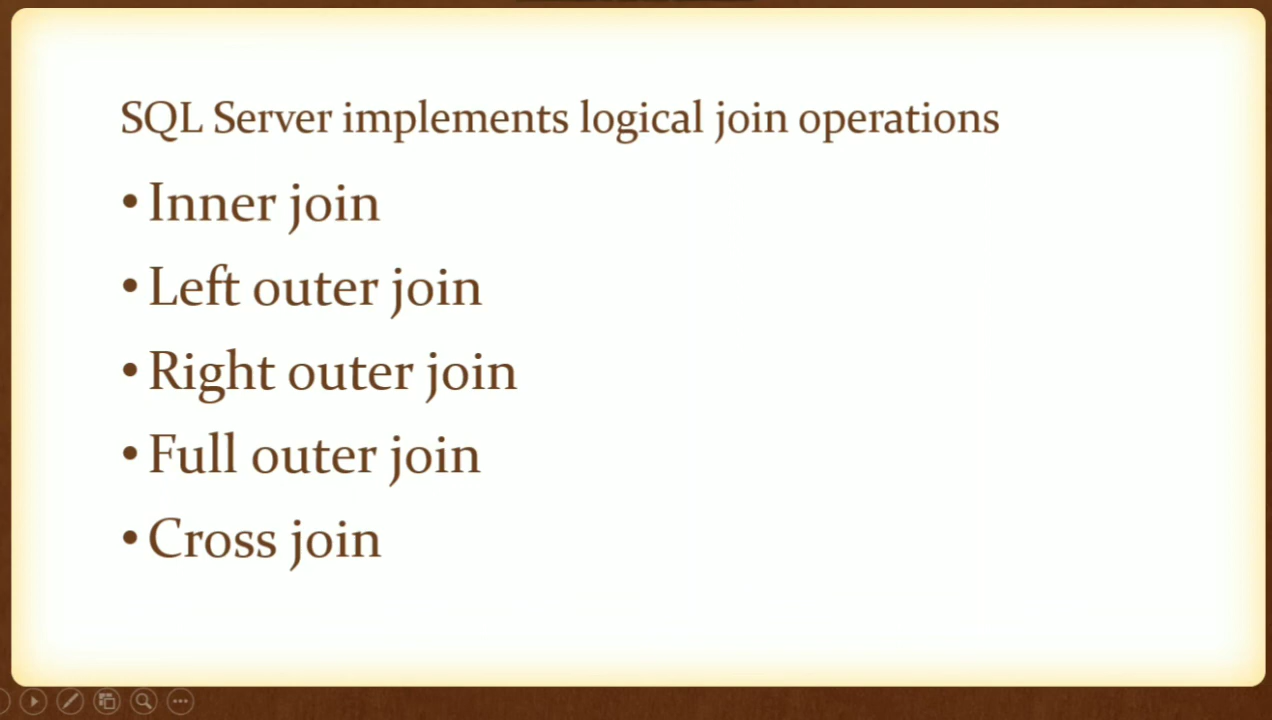 SQL Server implements logical join operations
• Inner join
• Left outer join
• Right outer join
• Full outer join
• Cross join